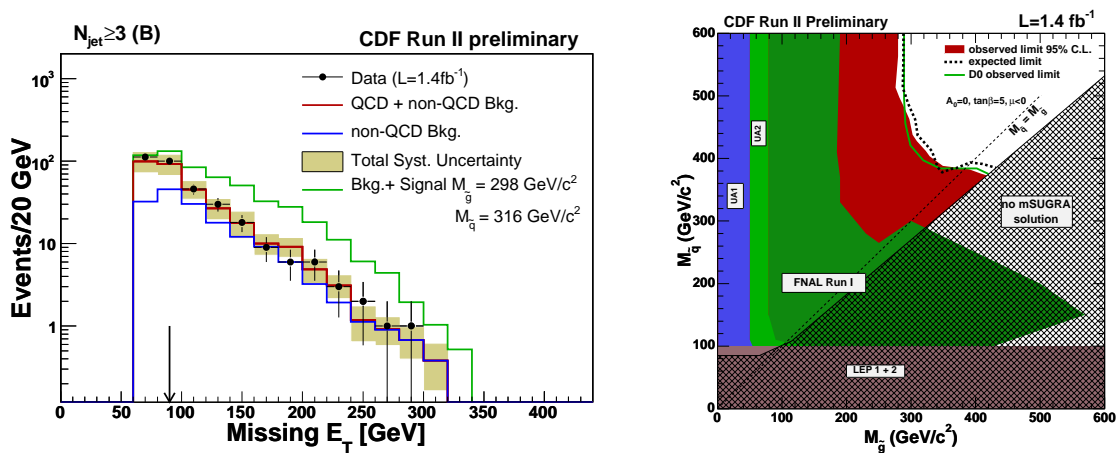 N_jet≥3 (B)
CDF Run II preliminary
Data (L=1.4fb⁻¹)
QCD + non-QCD Bkg.
non-QCD Bkg.
Total Syst. Uncertainty
Bkg.+ Signal M_g̃ = 298 GeV/c²
M_q̃ = 316 GeV/c²
Events/20 GeV
10³
10²
10
1
0 50 100 150 200 250 300 350 400
Missing E_T [GeV]
CDF Run II Preliminary
L=1.4 fb⁻¹
observed limit 95% C.L.
expected limit
D0 observed limit
A₀=0, tanβ=5, μ<0
M_q̃ = M_g̃
UA1
UA2
no mSUGRA
solution
FNAL Run I
LEP 1 + 2
M_q̃ (GeV/c²)
600
500
400
300
200
100
0
0 100 200 300 400 500 600
M_g̃ (GeV/c²)